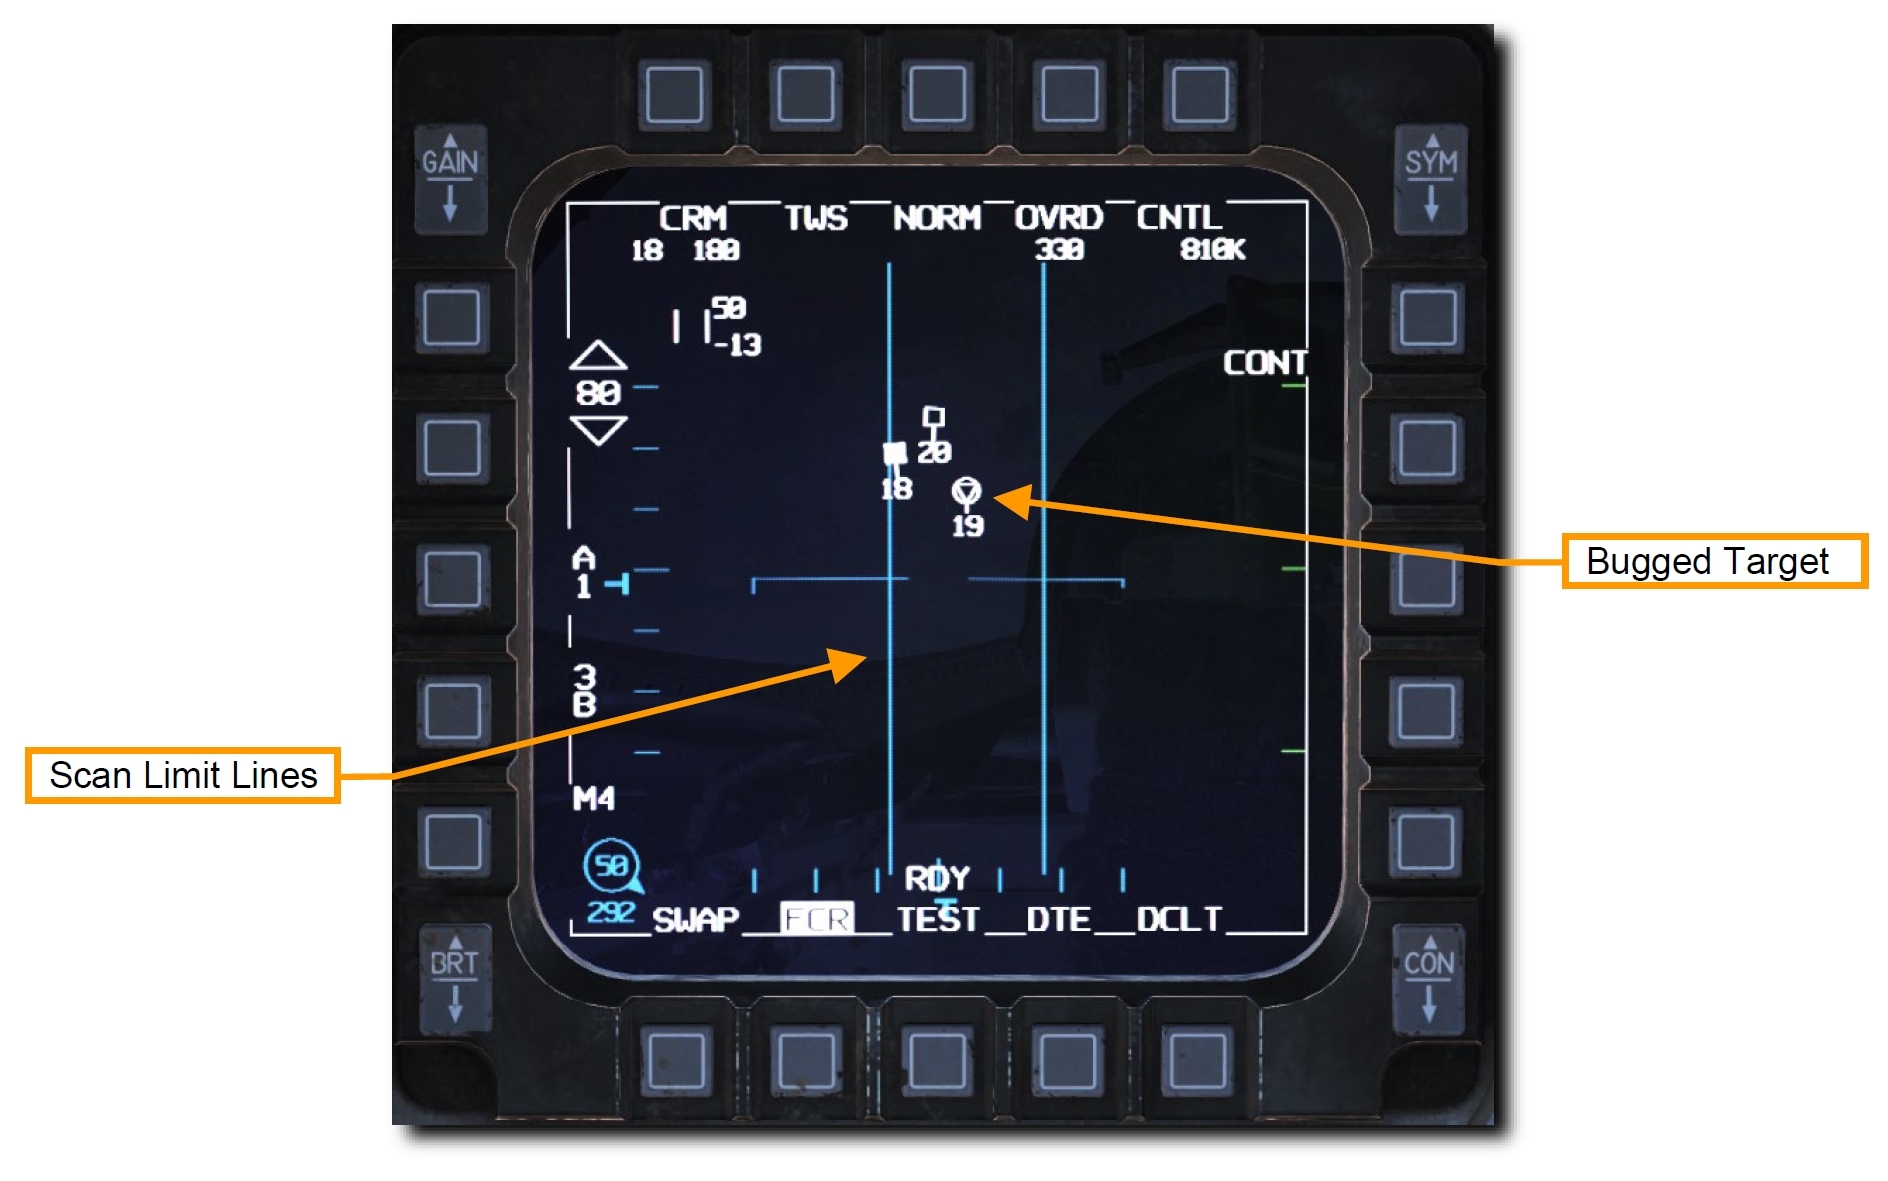 GAIN
SYM
CRM TWS NORM OVRD CNTL
18 180 330 810K
50
-13
CONT
80
20
18
19
Bugged Target
A
1
3
B
Scan Limit Lines
M4
50
RDY
292
SWAP FCR TEST DTE DCLT
BRT
CON